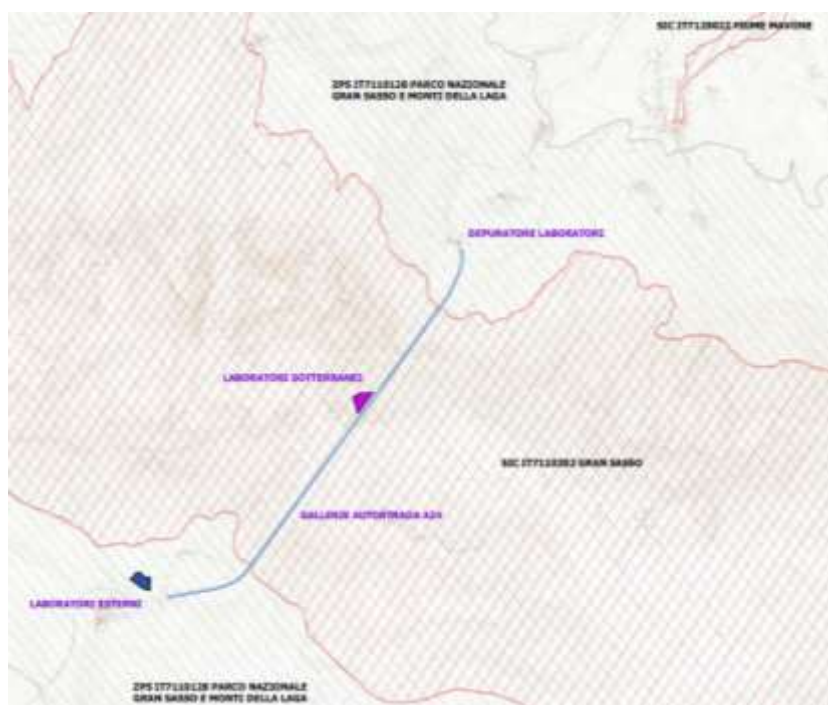 SIC IT7120022 FIUME MAVONE
ZPS IT7110128 PARCO NAZIONALE
GRAN SASSO E MONTI DELLA LAGA
DEPURATORE LABORATORI
LABORATORI SOTTERRANEI
SIC IT7110202 GRAN SASSO
GALLERIE AUTOSTRADA A24
LABORATORI ESTERNI
ZPS IT7110128 PARCO NAZIONALE
GRAN SASSO E MONTI DELLA LAGA